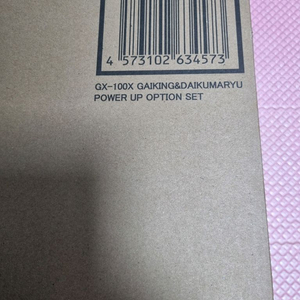 4 573102 634573
GX-100X GAIKING&DAIKUMARYU
POWER UP OPTION SET